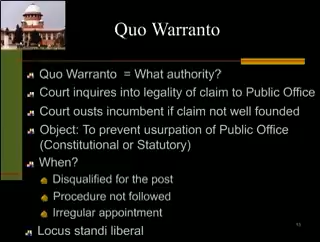 Quo Warranto
Quo Warranto = What authority?
Court inquires into legality of claim to Public Office
Court ousts incumbent if claim not well founded
Object: To prevent usurpation of Public Office
(Constitutional or Statutory)
When?
Disqualified for the post
Procedure not followed
Irregular appointment
Locus standi liberal